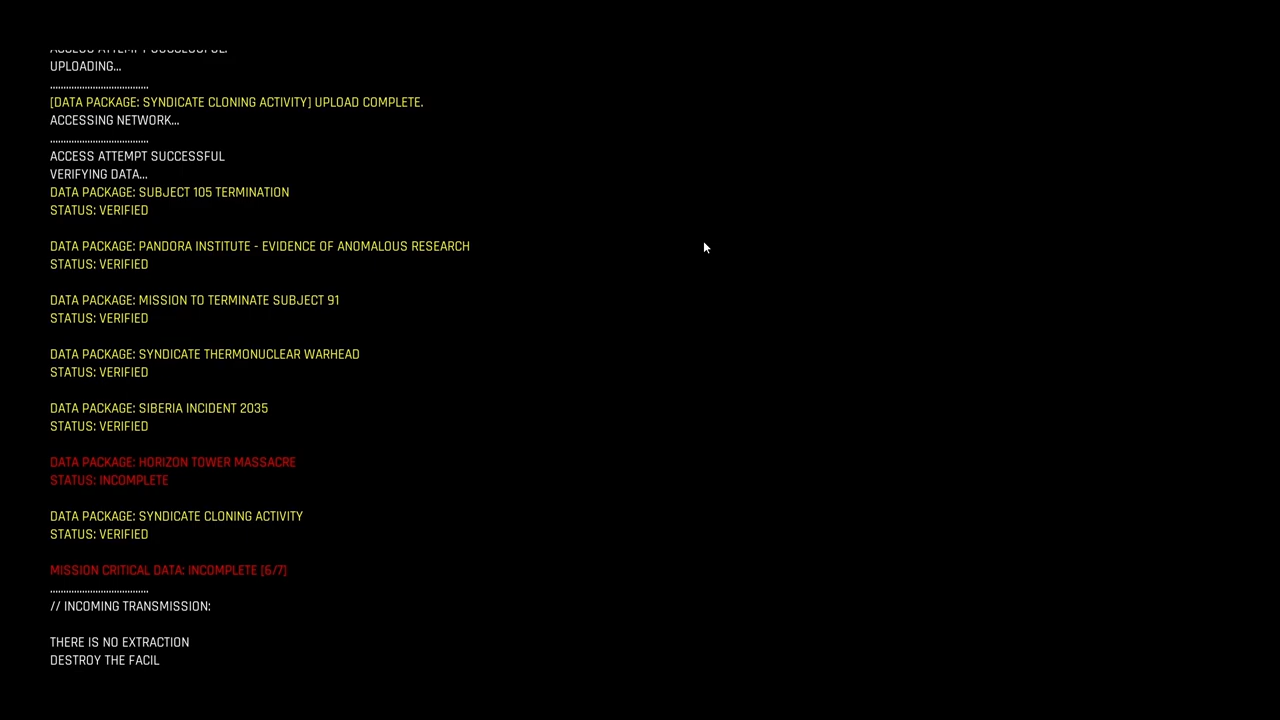 ACCESS ATTEMPT SUCCESSFUL.
UPLOADING...
.....................................
[DATA PACKAGE: SYNDICATE CLONING ACTIVITY] UPLOAD COMPLETE.
ACCESSING NETWORK...
.....................................
ACCESS ATTEMPT SUCCESSFUL
VERIFYING DATA...
DATA PACKAGE: SUBJECT 105 TERMINATION
STATUS: VERIFIED
DATA PACKAGE: PANDORA INSTITUTE - EVIDENCE OF ANOMALOUS RESEARCH
STATUS: VERIFIED
DATA PACKAGE: MISSION TO TERMINATE SUBJECT 91
STATUS: VERIFIED
DATA PACKAGE: SYNDICATE THERMONUCLEAR WARHEAD
STATUS: VERIFIED
DATA PACKAGE: SIBERIA INCIDENT 2035
STATUS: VERIFIED
DATA PACKAGE: HORIZON TOWER MASSACRE
STATUS: INCOMPLETE
DATA PACKAGE: SYNDICATE CLONING ACTIVITY
STATUS: VERIFIED
MISSION CRITICAL DATA: INCOMPLETE [6/7]
.....................................
// INCOMING TRANSMISSION:
THERE IS NO EXTRACTION
DESTROY THE FACIL